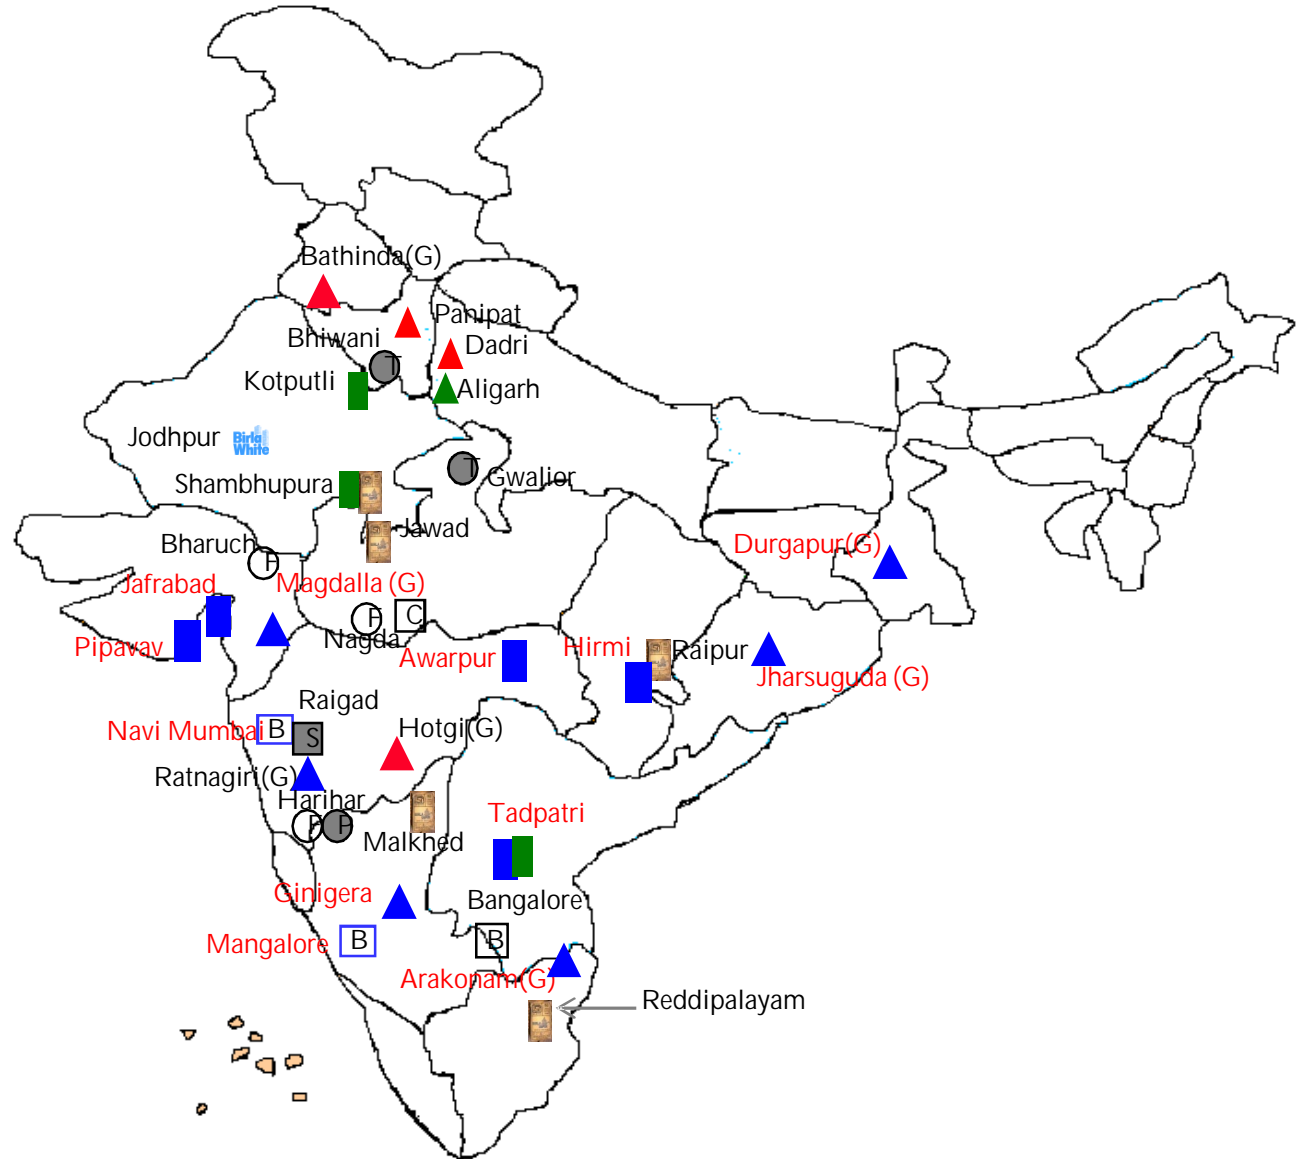 Bathinda(G)
Panipat
Bhiwani
Dadri
T
Kotputli
Aligarh
Jodhpur
Birla
White
T
Shambhupura
Gwalior
Jawad
Bharuch
F
Durgapur(G)
Jafrabad
Magdalla (G)
F
C
Nagda
Pipavav
Awarpur
Hirmi
Raipur
Jharsuguda (G)
Raigad
Navi Mumbai
B
S
Hotgi(G)
Ratnagiri(G)
Harihar
F
P
Malkhed
Tadpatri
Ginigera
Bangalore
Mangalore
B
B
Arakonam(G)
Reddipalayam